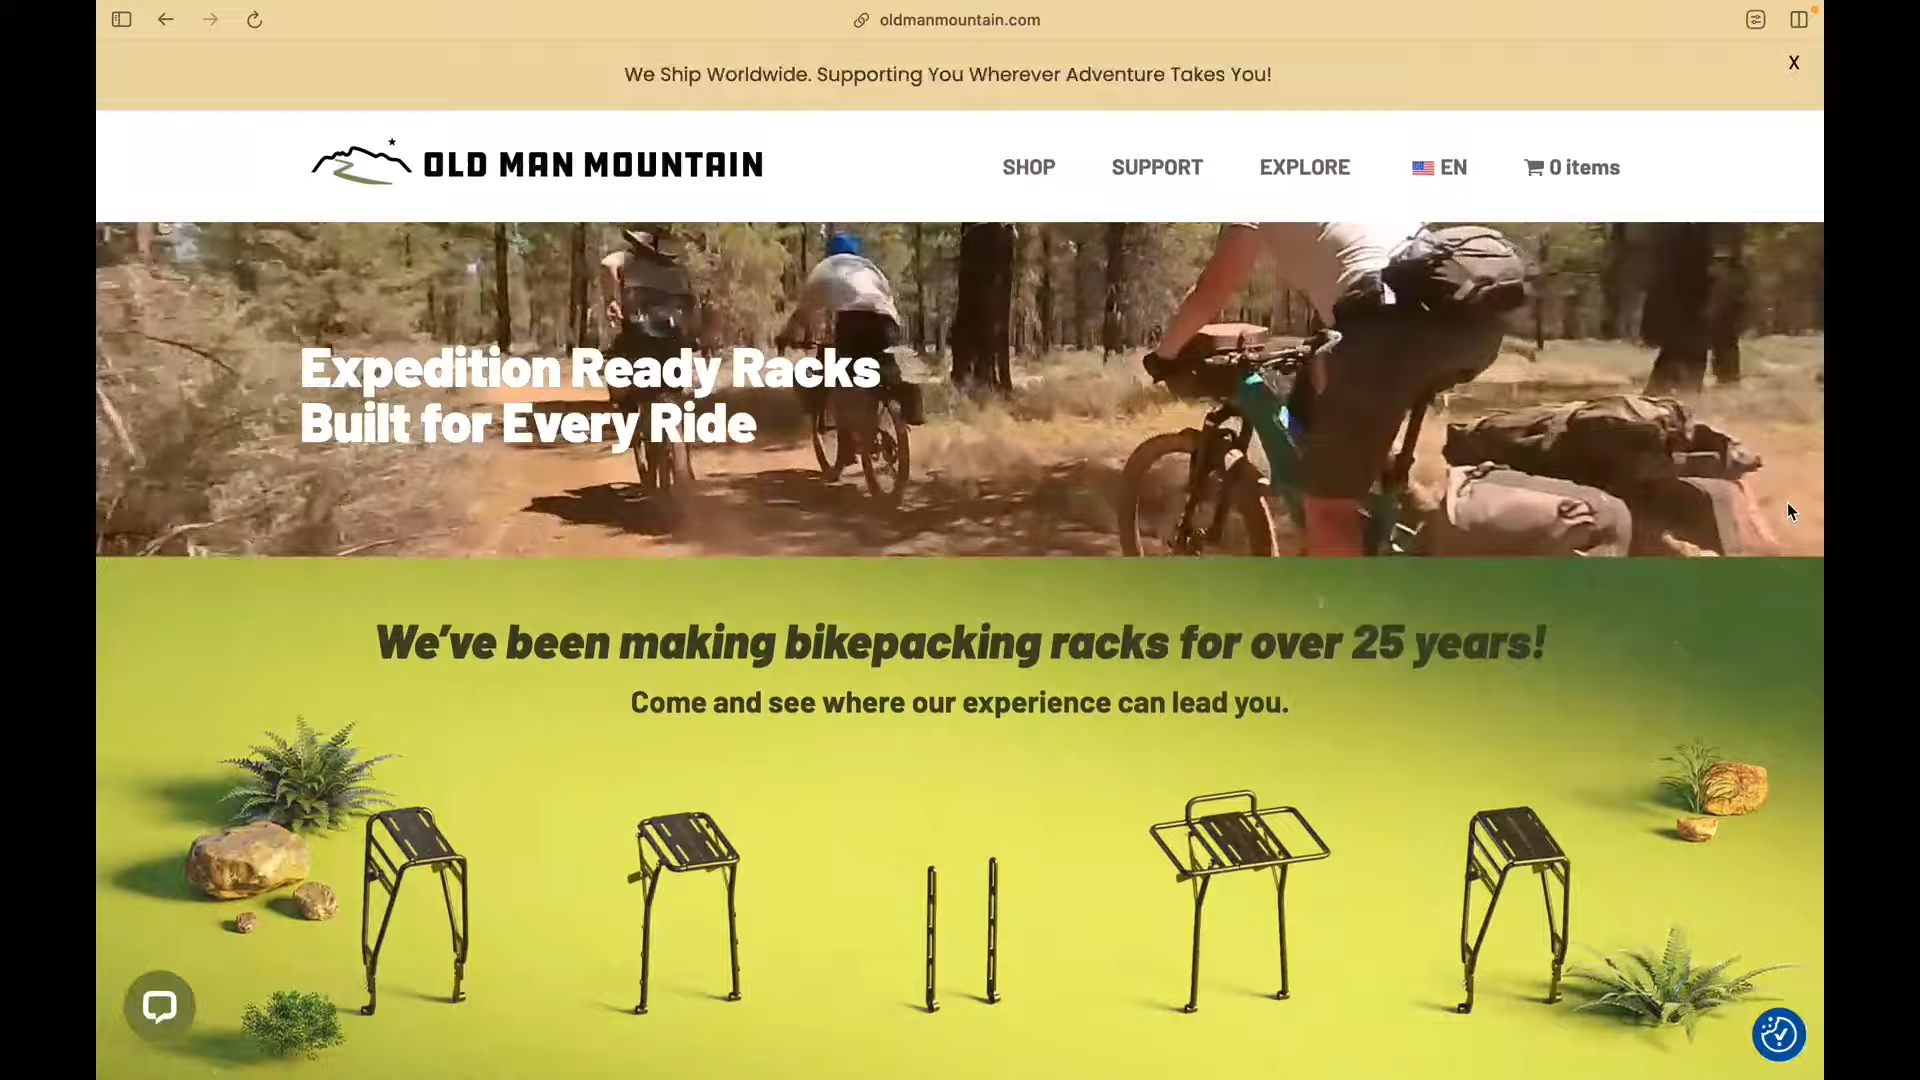 oldmanmountain.com
We Ship Worldwide. Supporting You Wherever Adventure Takes You!
X
OLD MAN MOUNTAIN
SHOP
SUPPORT
EXPLORE
EN
0 items
Expedition Ready Racks
Built for Every Ride
We've been making bikepacking racks for over 25 years!
Come and see where our experience can lead you.